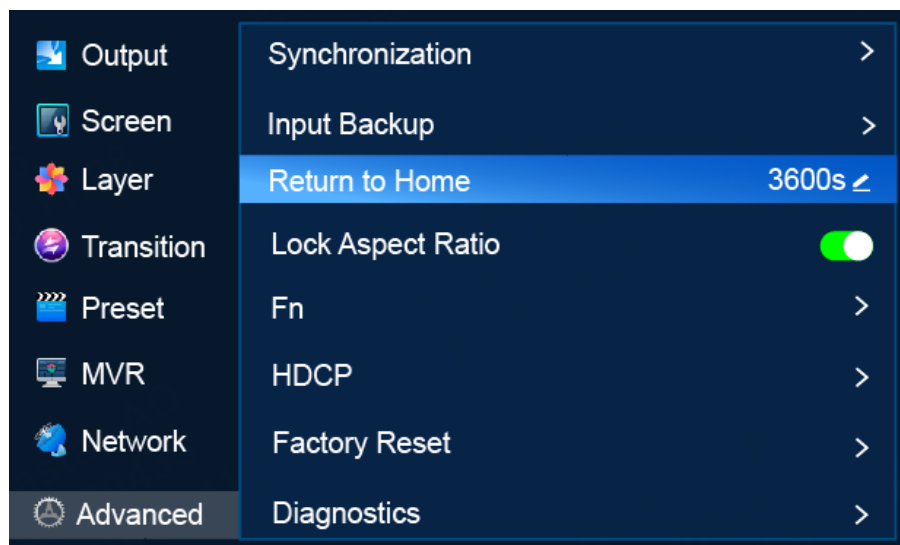 Output
Screen
Layer
Transition
Preset
MVR
Network
Advanced
Synchronization
Input Backup
Return to Home 3600s
Lock Aspect Ratio
Fn
HDCP
Factory Reset
Diagnostics